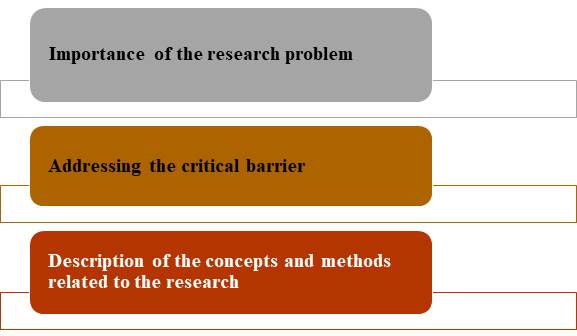 Importance of the research problem
Addressing the critical barrier
Description of the concepts and methods
related to the research